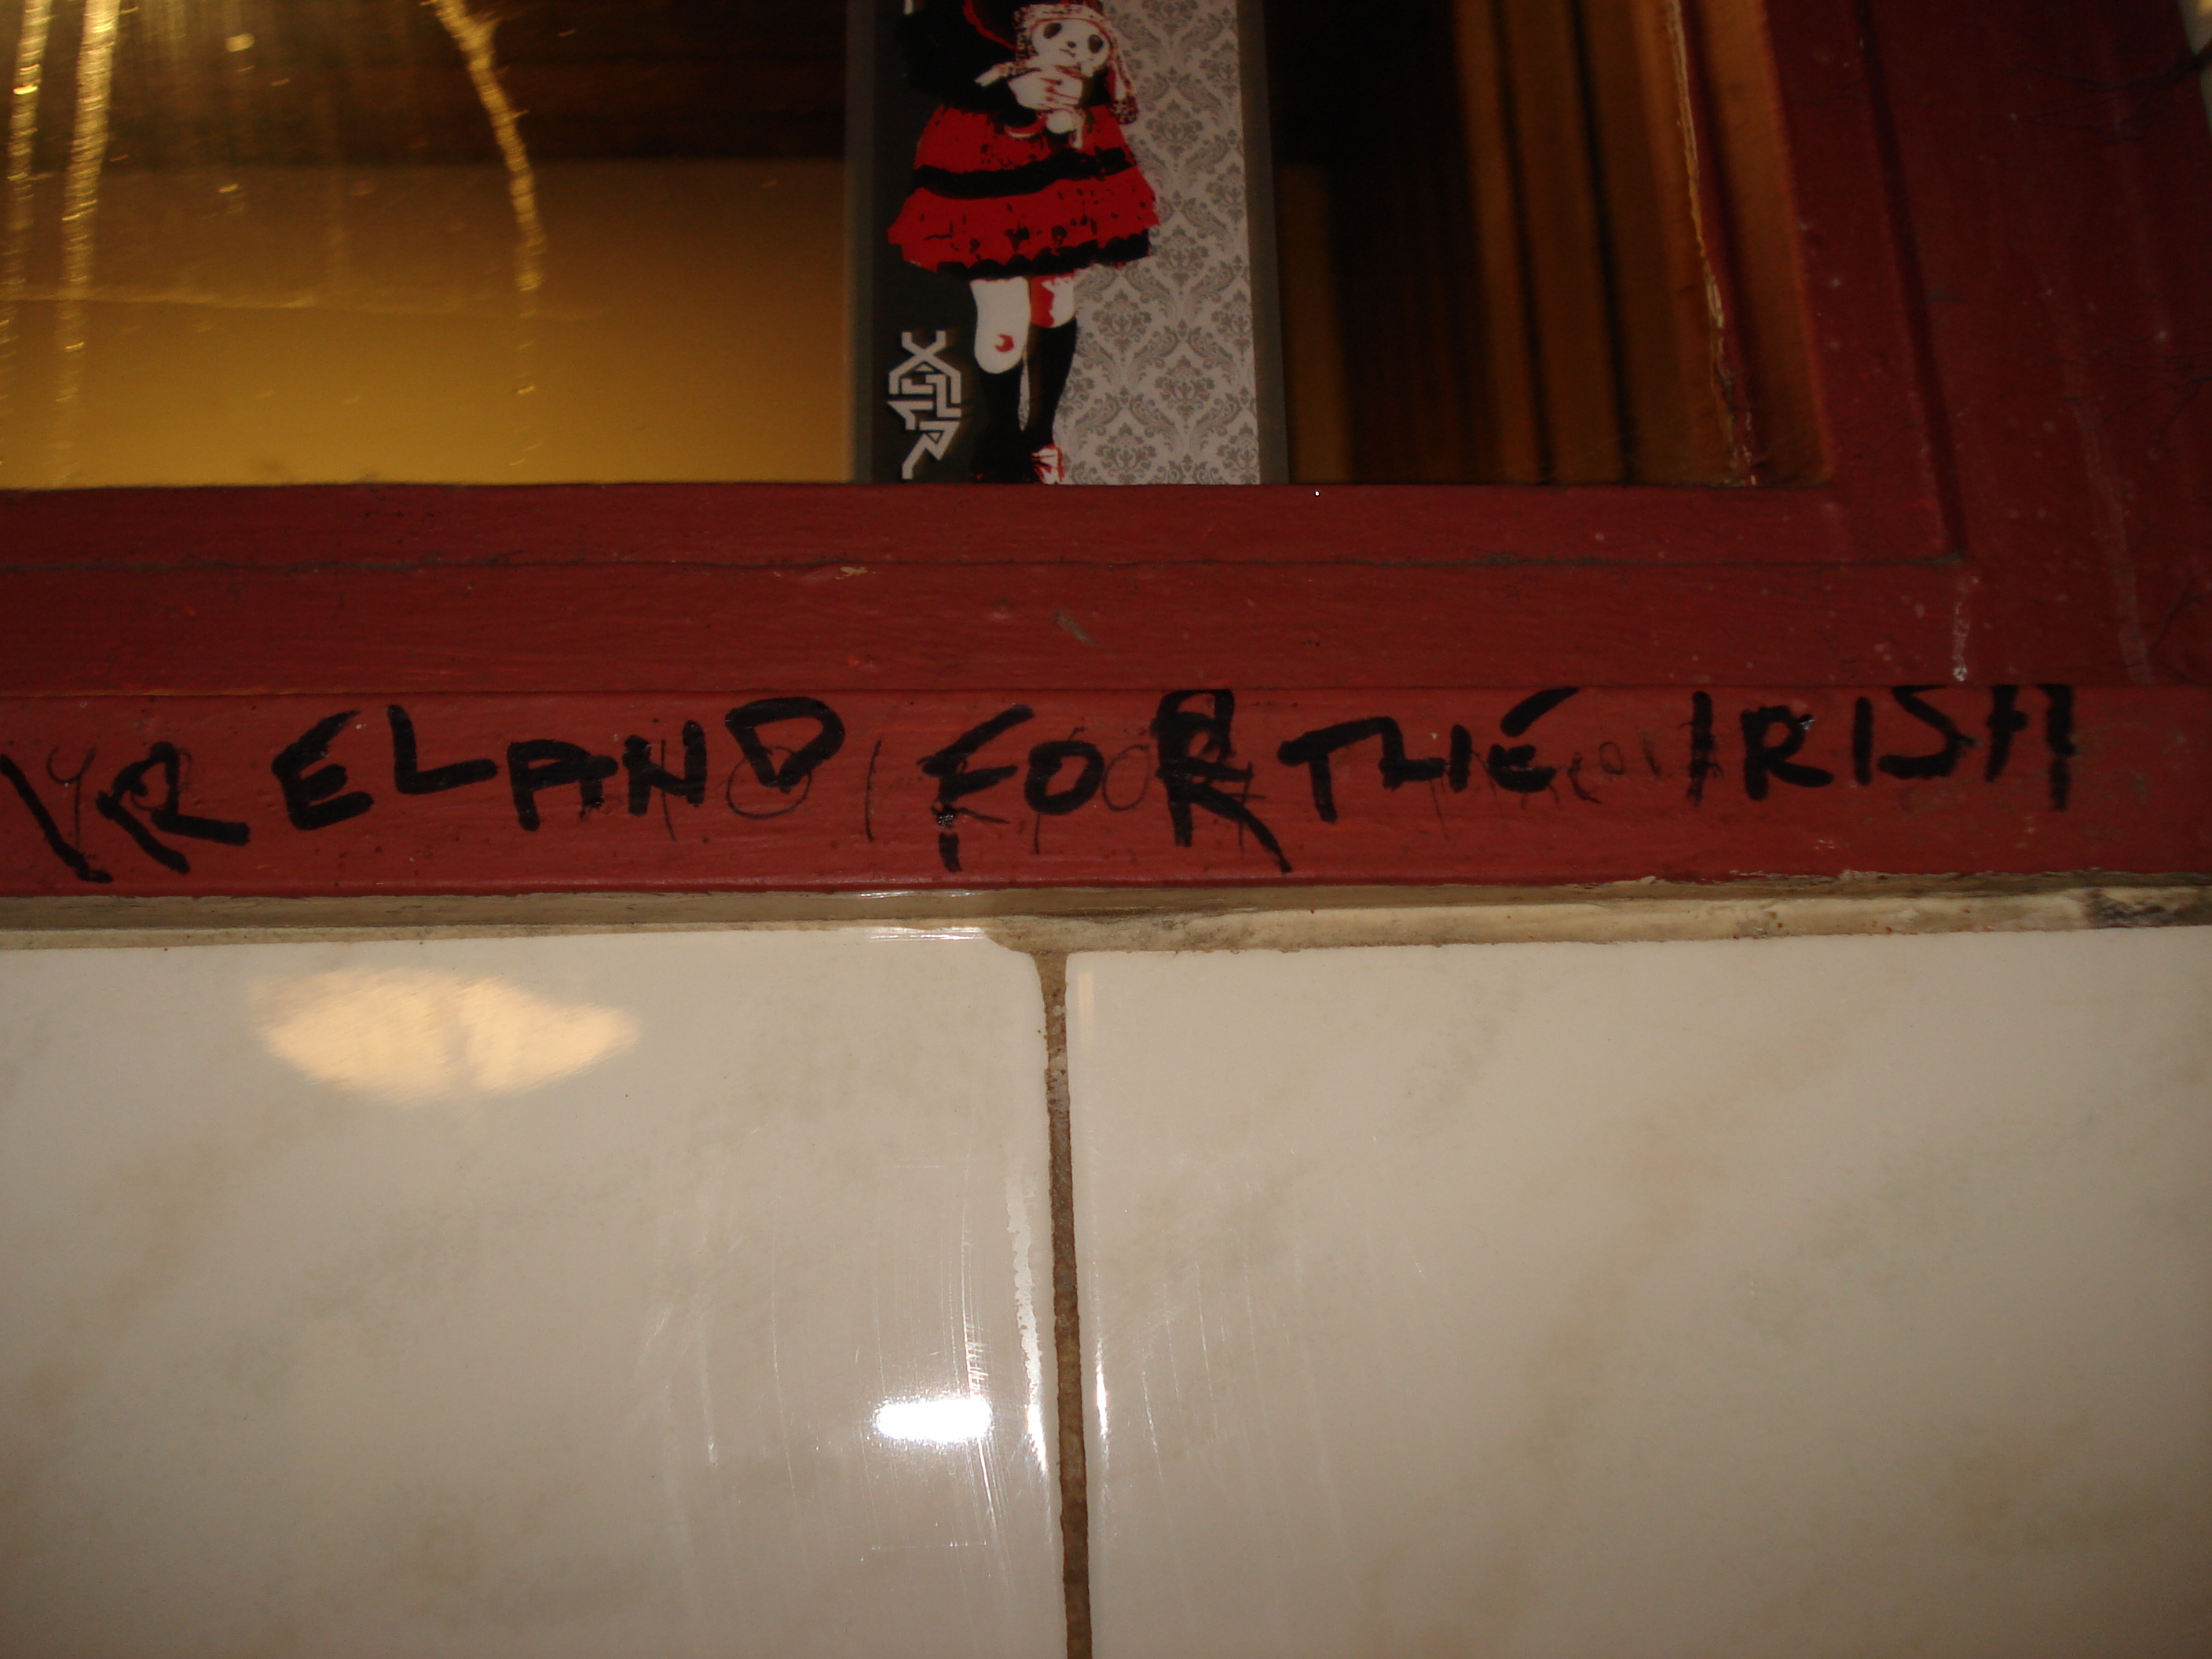 IRELAND FOR THE IRISH